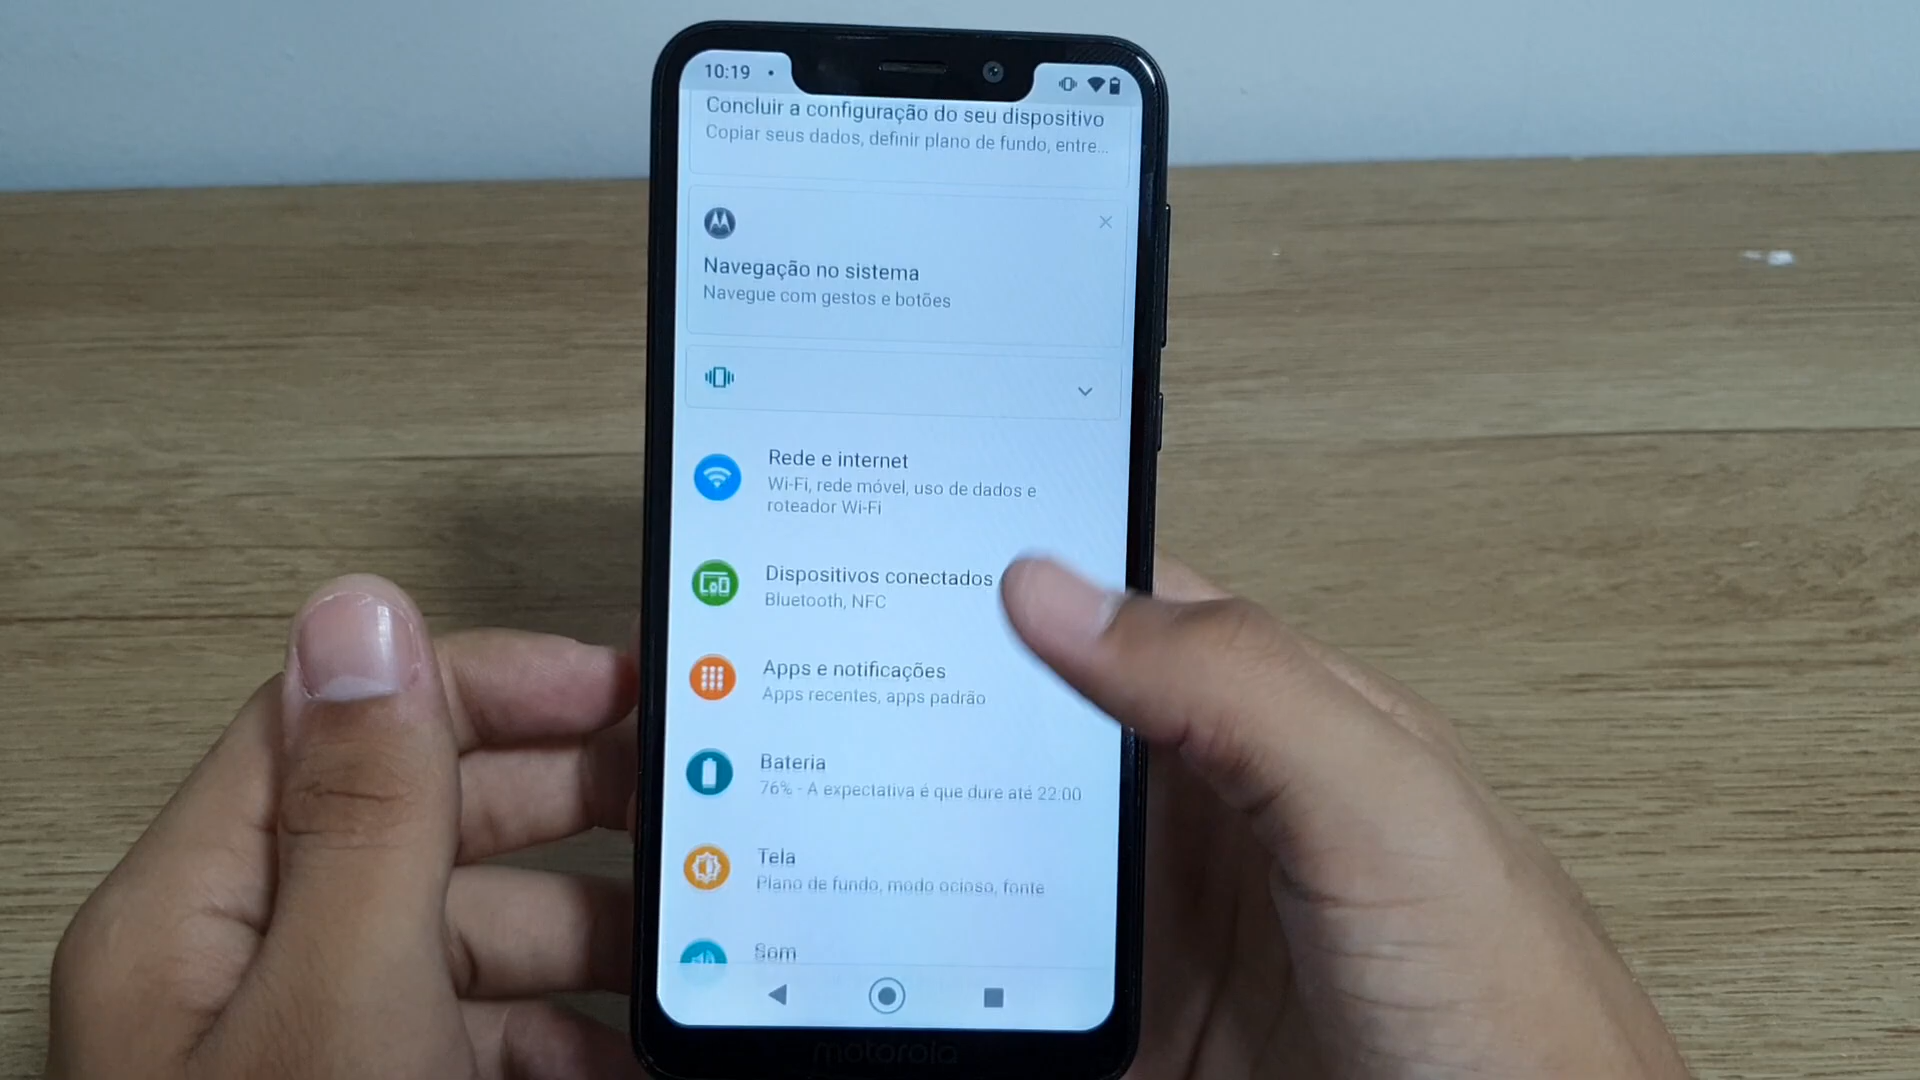 10:19
Concluir a configuração do seu dispositivo
Copiar seus dados, definir plano de fundo, entre...
Navegação no sistema
Navegue com gestos e botões
Rede e internet
Wi-Fi, rede móvel, uso de dados e
roteador Wi-Fi
Dispositivos conectados
Bluetooth, NFC
Apps e notificações
Apps recentes, apps padrão
Bateria
76% - A expectativa é que dure até 22:00
Tela
Plano de fundo, modo ocioso, fonte
Som
motorola